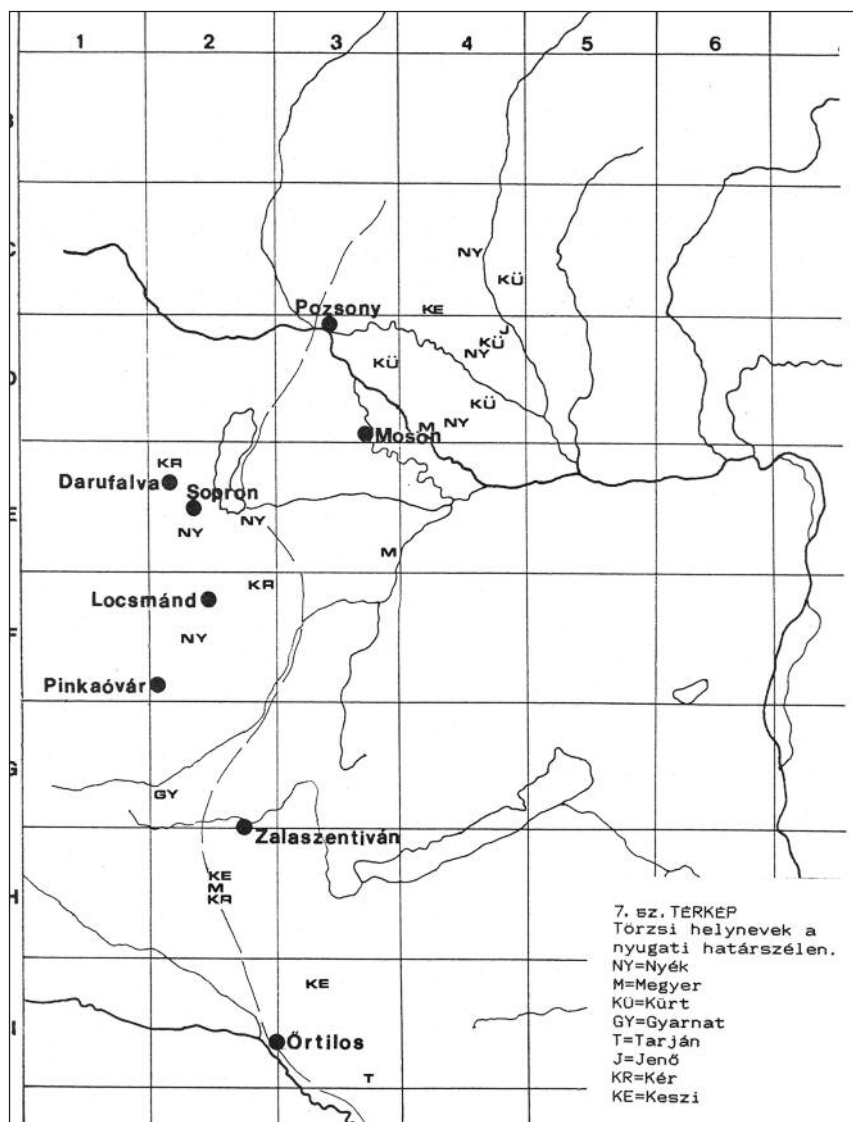 1 2 3 4 5 6
B
C
NY
KÜ
Pozsony
KE
J
KÜ
NY
KÜ
D
KÜ
NY
M
Moson
KR
Darufalva
Sopron
E
NY
NY
M
KR
Locsmánd
F
NY
Pinkaóvár
G
GY
Zalaszentiván
KE
M
KR
H
KE
I
Őrtilos
T
7. sz. TÉRKÉP
Törzsi helynevek a
nyugati határszélen.
NY=Nyék
M=Megyer
KÜ=Kürt
GY=Gyarnat
T=Tarján
J=Jenő
KR=Kér
KE=Keszi